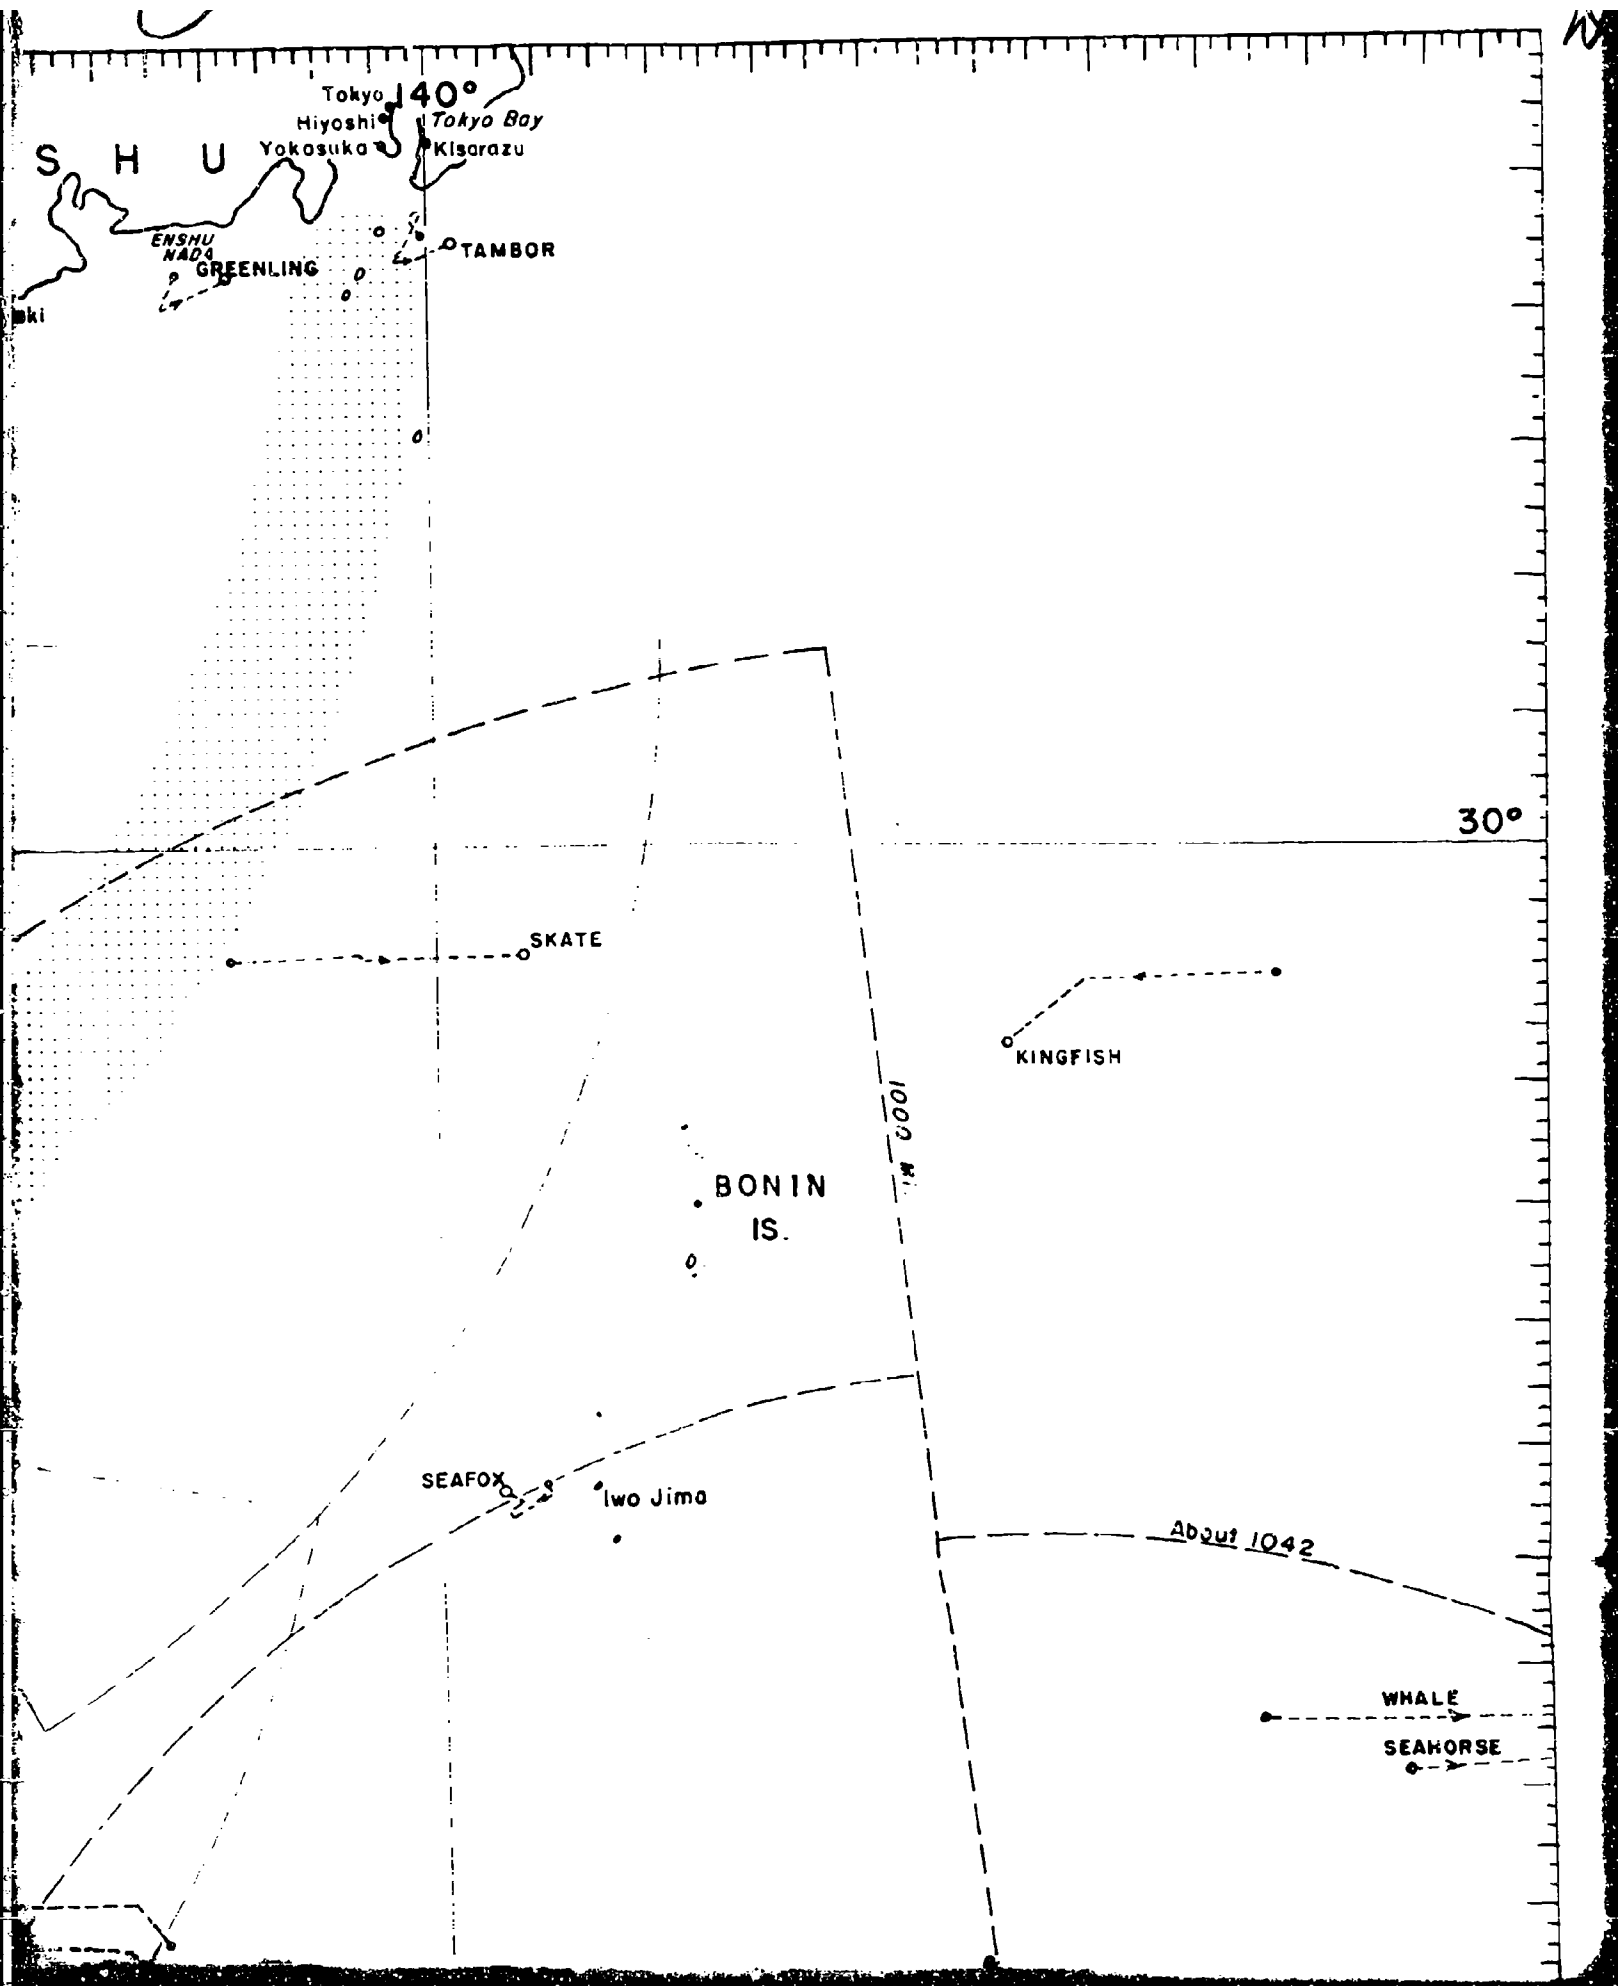 Tokyo 140°
Hiyoshi Tokyo Bay
Yokosuka Kisarazu
S H U
ENSHU
NADA
GREENLING
TAMBOR
ki
30°
SKATE
KINGFISH
1000 Mi.
BONIN
IS.
SEAFOX
Iwo Jima
About 1042
WHALE
SEAHORSE